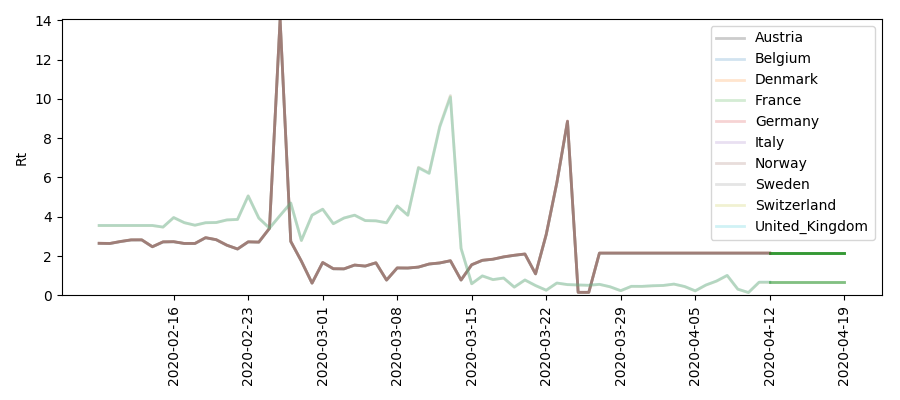 14
12
10
8
6
4
2
0
Rt
Austria
Belgium
Denmark
France
Germany
Italy
Norway
Sweden
Switzerland
United_Kingdom
2020-02-16
2020-02-23
2020-03-01
2020-03-08
2020-03-15
2020-03-22
2020-03-29
2020-04-05
2020-04-12
2020-04-19